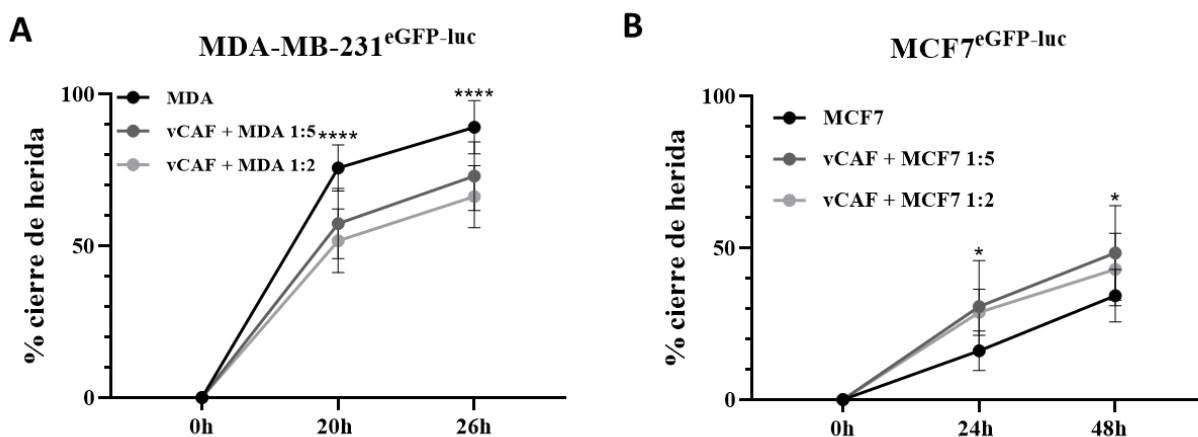 A
MDA-MB-231eGFP-luc
% cierre de herida
100
50
0
MDA
vCAF + MDA 1:5
vCAF + MDA 1:2
****
****
0h
20h
26h
B
MCF7eGFP-luc
% cierre de herida
100
50
0
MCF7
vCAF + MCF7 1:5
vCAF + MCF7 1:2
*
*
0h
24h
48h